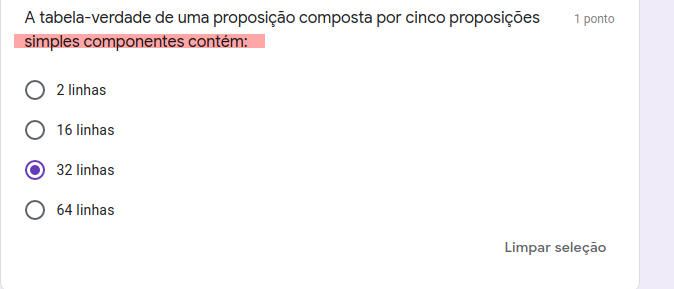 A tabela-verdade de uma proposição composta por cinco proposições
1 ponto
simples componentes contém:
2 linhas
16 linhas
32 linhas
64 linhas
Limpar seleção